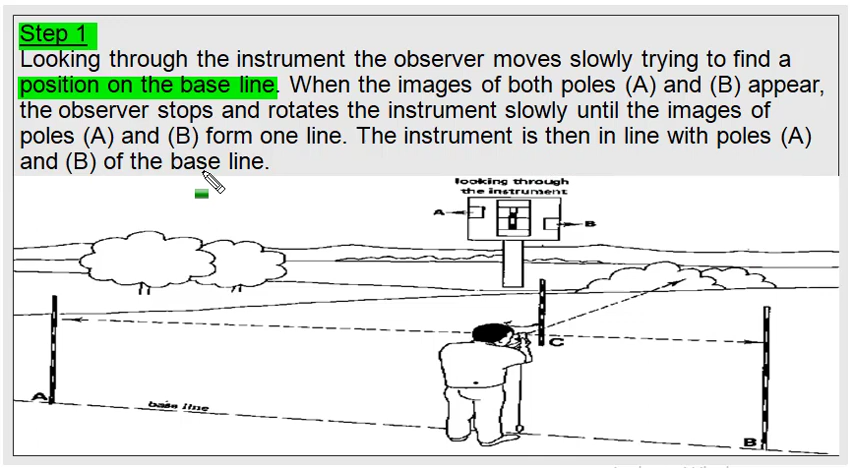 Step 1
Looking through the instrument the observer moves slowly trying to find a
position on the base line. When the images of both poles (A) and (B) appear,
the observer stops and rotates the instrument slowly until the images of
poles (A) and (B) form one line. The instrument is then in line with poles (A)
and (B) of the base line.
looking through
the instrument
A
B
C
A
base line
B